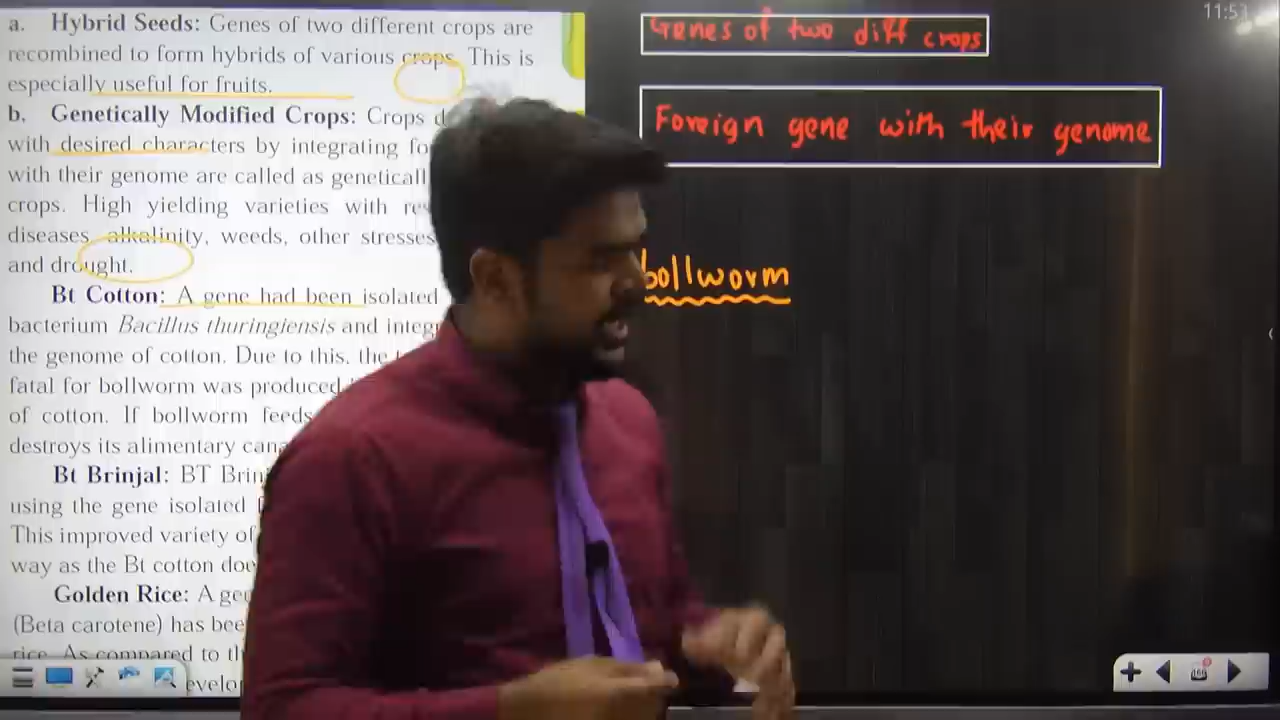 a. Hybrid Seeds: Genes of two different crops are
recombined to form hybrids of various crops. This is
especially useful for fruits.
b. Genetically Modified Crops: Crops
with desired characters by integrating
with their genome are called as
crops. High yielding varieties with
diseases, alkalinity, weeds, other stresses
and drought.
Bt Cotton: A gene had been isolated
bacterium Bacillus thuringiensis and
the genome of cotton. Due to this, the
fatal for bollworm was produced
of cotton. If bollworm feeds
destroys its alimentary
Bt Brinjal: BT
using the gene isolated
This improved variety of
way as the Bt cotton
Golden Rice: A
(Beta carotene) has
rice. As compared to
Genes of two diff crops
Foreign gene with their genome
bollworm
11:53